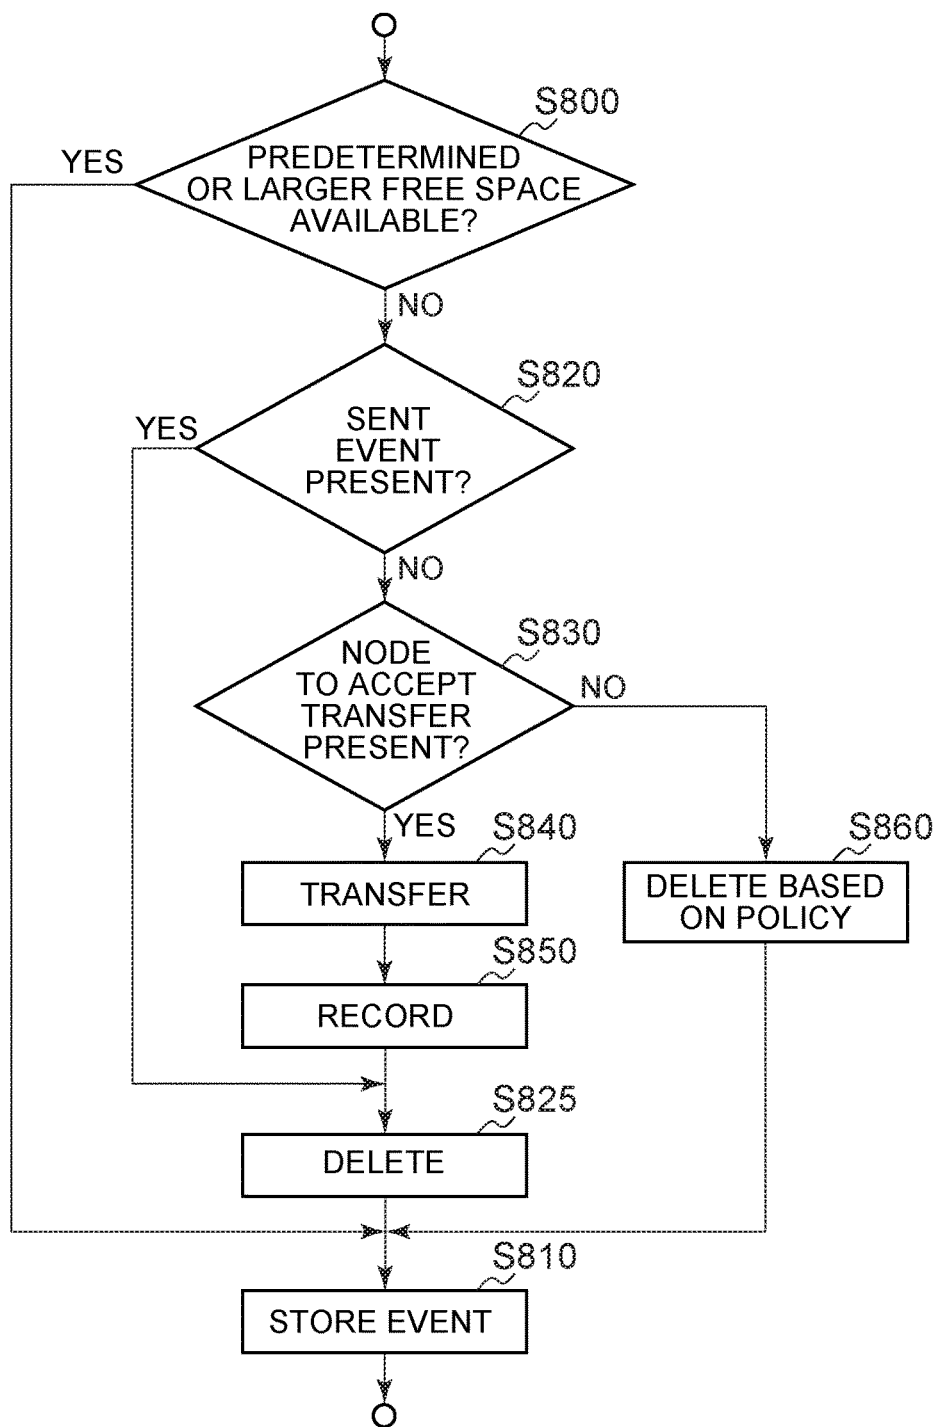 S800
YES
PREDETERMINED
OR LARGER FREE SPACE
AVAILABLE?
NO
S820
YES
SENT
EVENT
PRESENT?
NO
S830
NODE
TO ACCEPT
TRANSFER
PRESENT?
NO
YES
S840
TRANSFER
S860
DELETE BASED
ON POLICY
S850
RECORD
S825
DELETE
S810
STORE EVENT